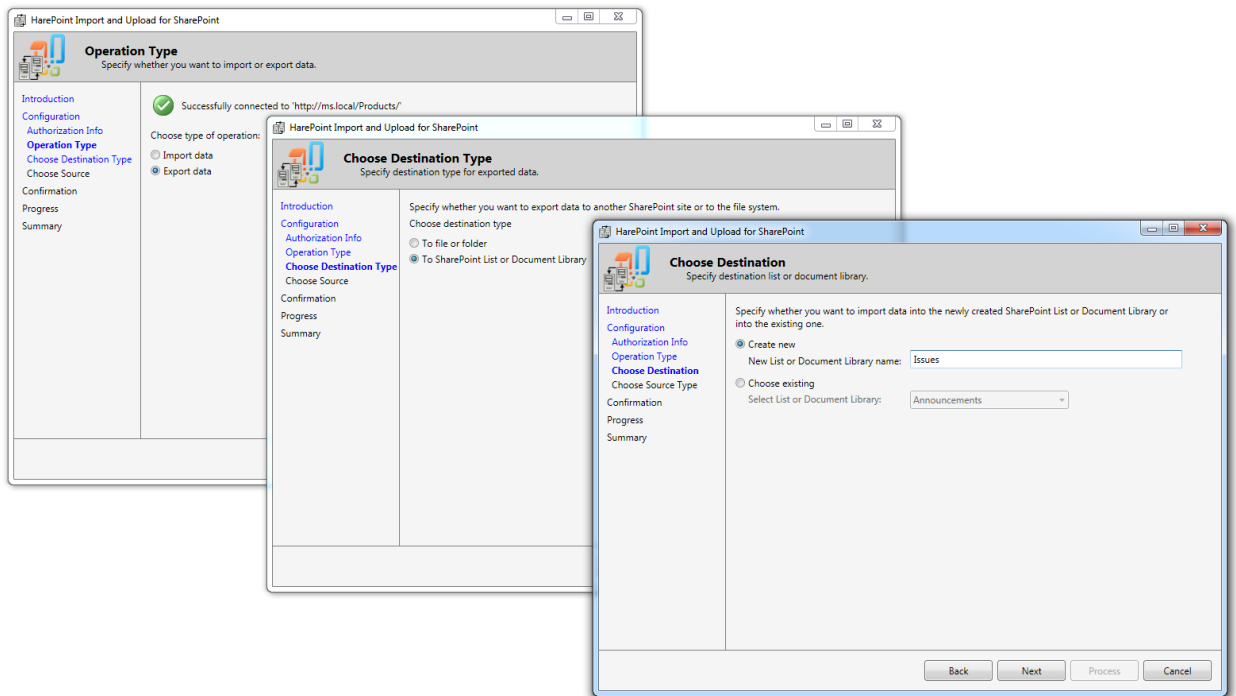 HarePoint Import and Upload for SharePoint
Operation Type
Specify whether you want to import or export data.
Introduction
Configuration
Authorization Info
Operation Type
Choose Destination Type
Choose Source
Confirmation
Progress
Summary
Successfully connected to 'http://ms.local/Products/'
Choose type of operation:
Import data
Export data
HarePoint Import and Upload for SharePoint
Choose Destination Type
Specify destination type for exported data.
Introduction
Configuration
Authorization Info
Operation Type
Choose Destination Type
Choose Source
Confirmation
Progress
Summary
Specify whether you want to export data to another SharePoint site or to the file system.
Choose destination type
To file or folder
To SharePoint List or Document Library
HarePoint Import and Upload for SharePoint
Choose Destination
Specify destination list or document library.
Introduction
Configuration
Authorization Info
Operation Type
Choose Destination
Choose Source Type
Confirmation
Progress
Summary
Specify whether you want to import data into the newly created SharePoint List or Document Library or
into the existing one.
Create new
New List or Document Library name: Issues
Choose existing
Select List or Document Library: Announcements
Back Next Process Cancel